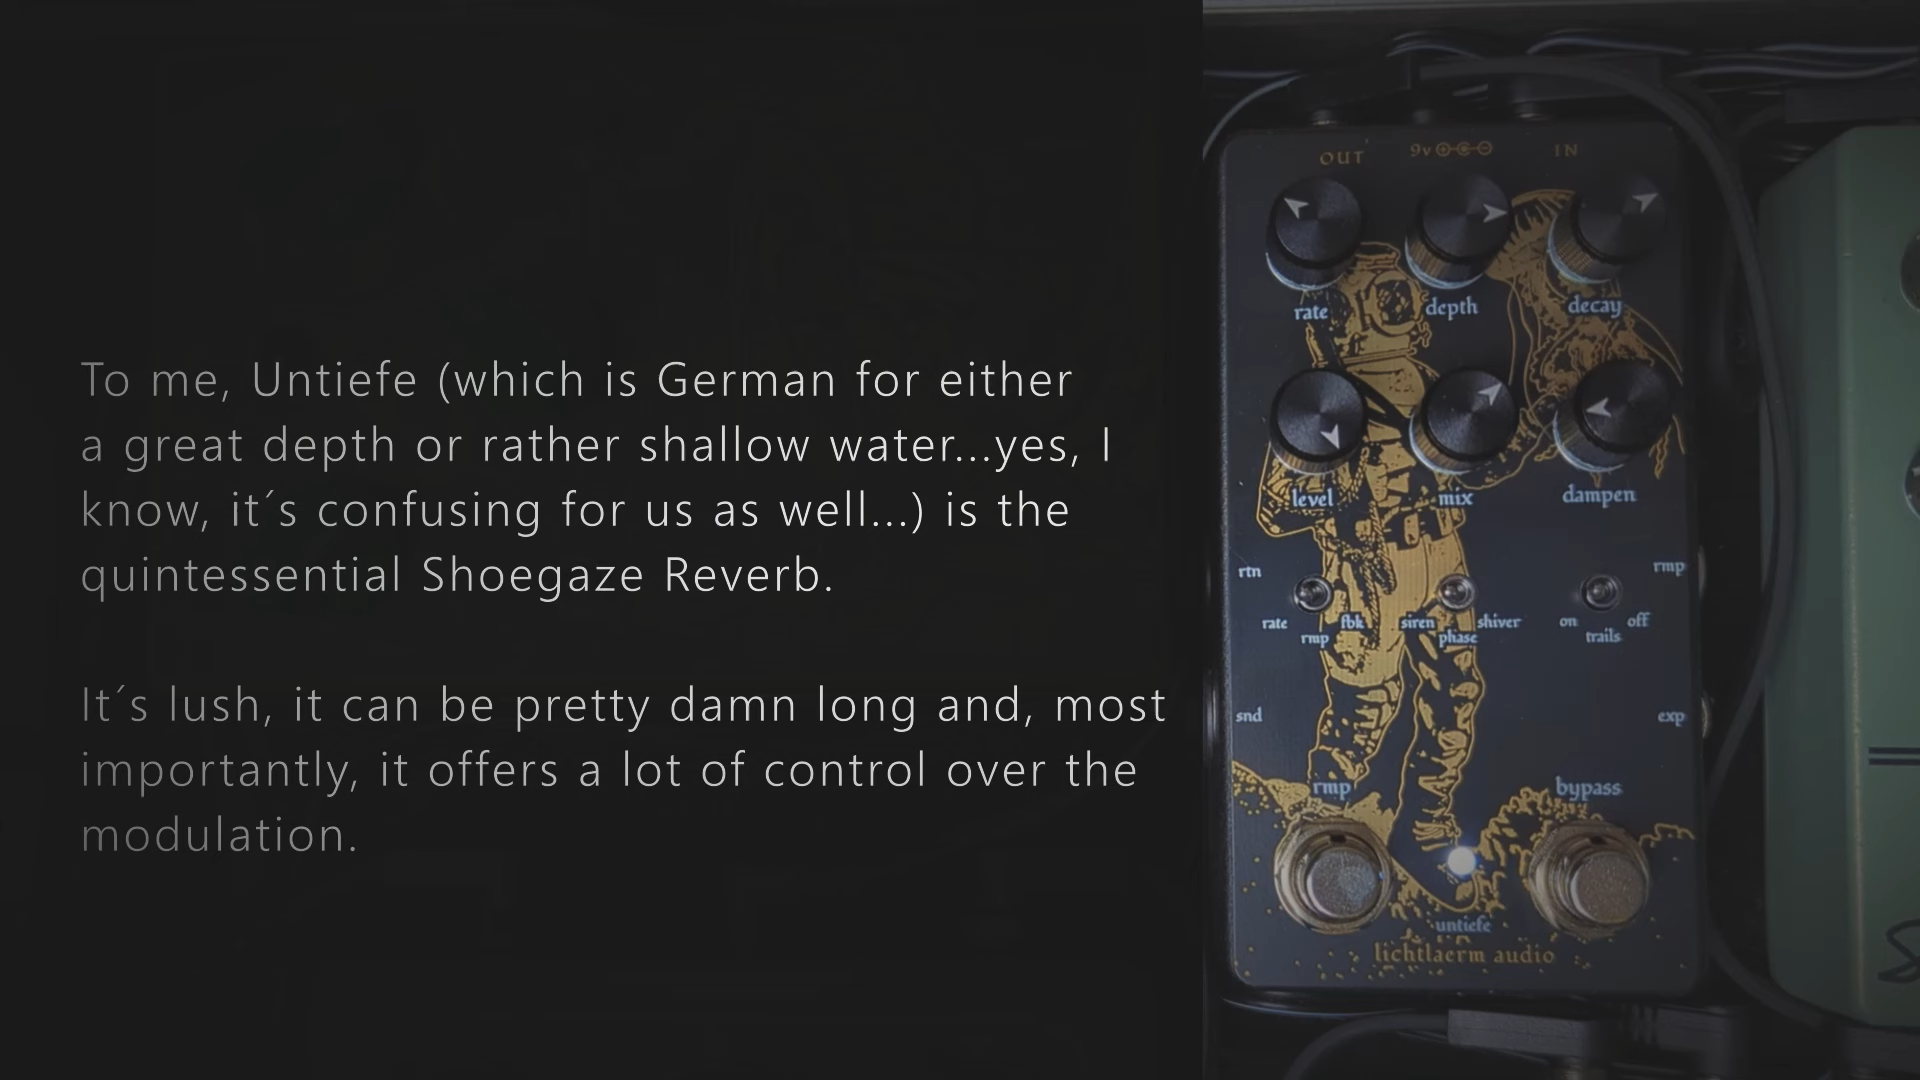 To me, Untiefe (which is German for either
a great depth or rather shallow water...yes, I
know, it´s confusing for us as well...) is the
quintessential Shoegaze Reverb.
It´s lush, it can be pretty damn long and, most
importantly, it offers a lot of control over the
modulation.
OUT 9v IN
rate depth decay
level mix dampen
rtn rmp
rate rmp fbk siren phase shiver on trails off
snd exp
rmp bypass
untiefe
lichtlaerm audio